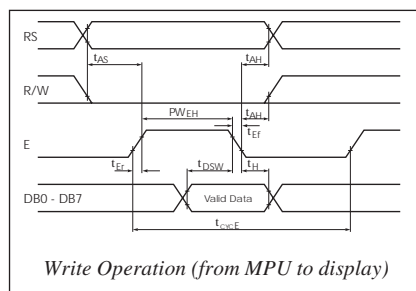 RS
tAS
tAH
R/W
tAH
PWEH
tEf
E
tEr
tDSW
tH
DB0 - DB7
Valid Data
tCYCE
Write Operation (from MPU to display)